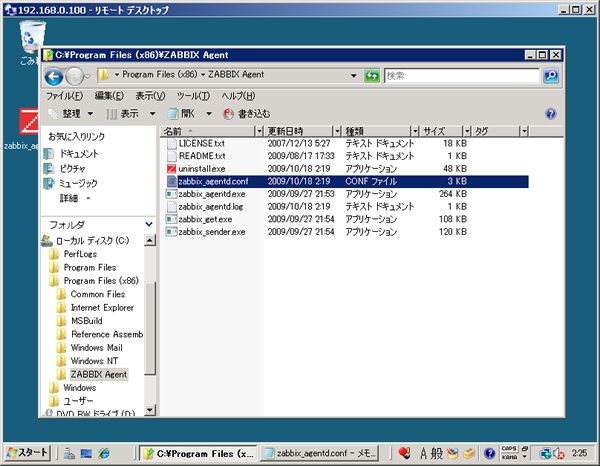 192.168.0.100 - リモート デスクトップ
C:¥Program Files (x86)¥ZABBIX Agent
Program Files (x86) ZABBIX Agent
検索
ファイル(F) 編集(E) 表示(V) ツール(T) ヘルプ(H)
整理 表示 開く 書き込む
お気に入りリンク
ドキュメント
ピクチャ
ミュージック
詳細
フォルダ
ローカル ディスク (C:)
PerfLogs
Program Files
Program Files (x86)
Common Files
Internet Explorer
MSBuild
Reference Assemb
Windows Mail
Windows NT
ZABBIX Agent
Windows
ユーザー
DVD RW ドライブ (D:)
名前 更新日時 種類 サイズ タグ
LICENSE.txt 2007/12/13 5:27 テキスト ドキュメント 18 KB
README.txt 2009/08/17 17:33 テキスト ドキュメント 1 KB
uninstall.exe 2009/10/18 2:19 アプリケーション 48 KB
zabbix_agentd.conf 2009/10/18 2:19 CONF ファイル 3 KB
zabbix_agentd.exe 2009/09/27 21:54 アプリケーション 264 KB
zabbix_agentd.log 2009/10/18 2:19 テキスト ドキュメント 1 KB
zabbix_get.exe 2009/09/27 21:54 アプリケーション 108 KB
zabbix_sender.exe 2009/09/27 21:54 アプリケーション 120 KB
スタート
C:¥Program Files (x...
zabbix_agentd.conf - メモ...
A 般
CAPS
KANA
2:25